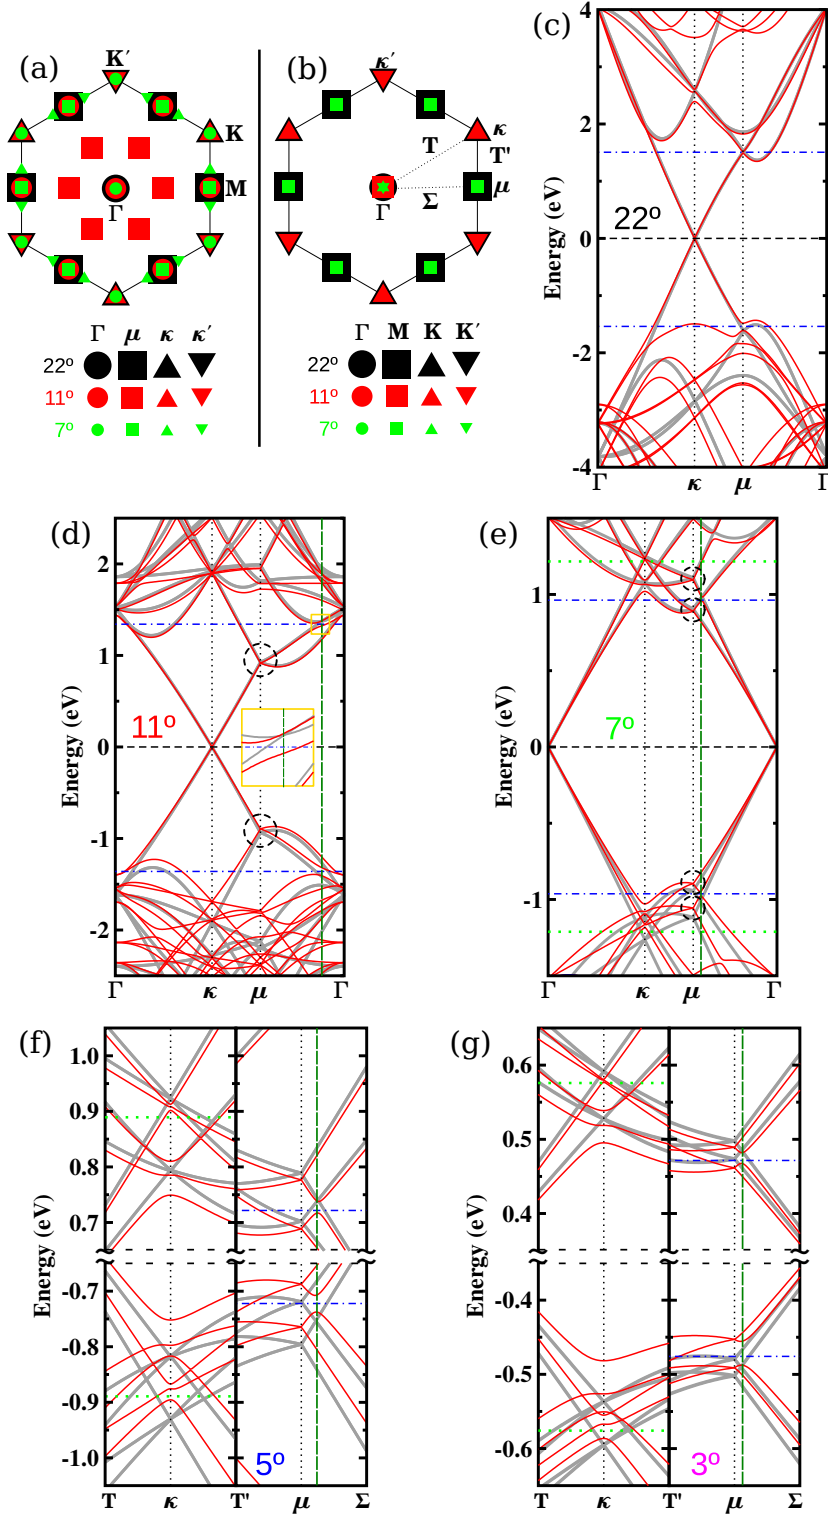 (a)
K′
K
M
Γ
Γ μ κ κ′
22º
11º
7º
(b)
κ′
κ
T
T'
μ
Γ
Σ
Γ M K K′
22º
11º
7º
(c)
Energy (eV)
4
2
0
-2
-4
22º
Γ κ μ Γ
(d)
Energy (eV)
2
1
0
-1
-2
11º
Γ κ μ Γ
(e)
Energy (eV)
1
0
-1
7º
Γ κ μ Γ
(f)
Energy (eV)
1.0
0.9
0.8
0.7
-0.7
-0.8
-0.9
-1.0
5º
T κ T' μ Σ
(g)
Energy (eV)
0.6
0.5
0.4
-0.4
-0.5
-0.6
3º
T κ T' μ Σ